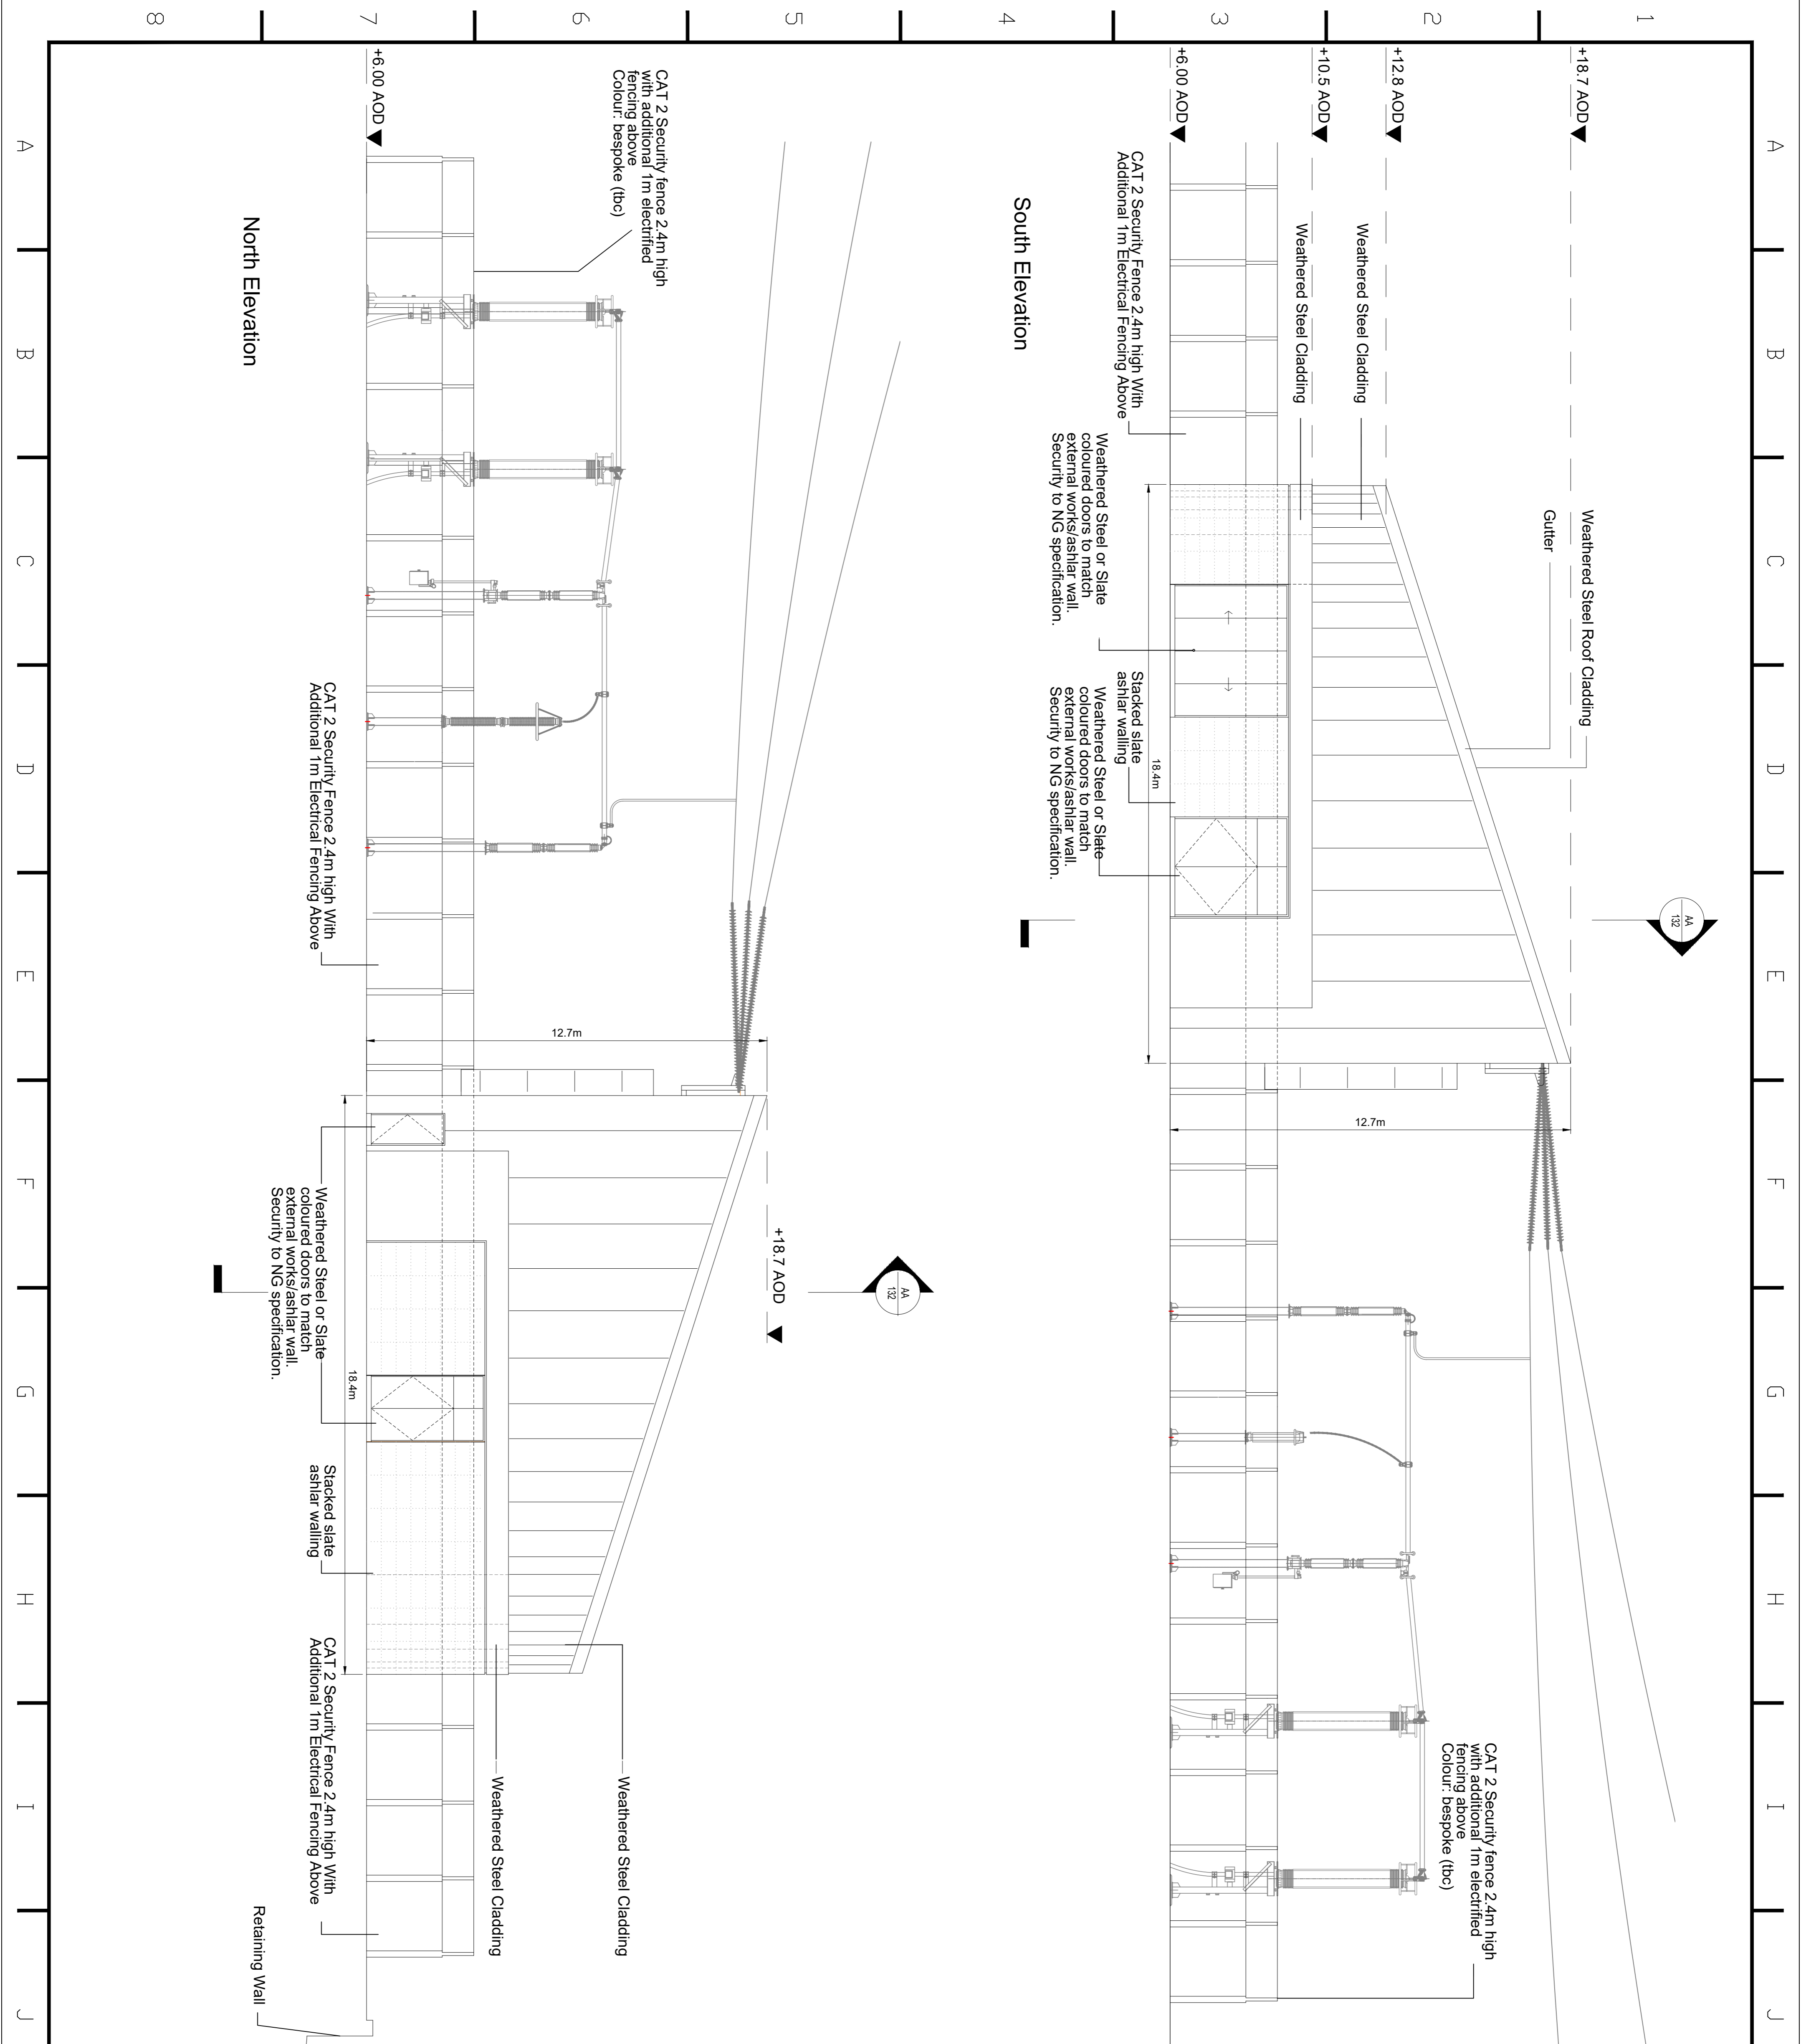 1
2
3
4
5
6
7
8
A
B
C
D
E
F
G
H
I
J
+18.7 AOD
+12.8 AOD
+10.5 AOD
+6.00 AOD
Weathered Steel Roof Cladding
Gutter
Weathered Steel Cladding
Weathered Steel Cladding
AA
132
12.7m
18.4m
CAT 2 Security fence 2.4m high
with additional 1m electrified
fencing above
Colour: bespoke (tbc)
CAT 2 Security Fence 2.4m high With
Additional 1m Electrical Fencing Above
Weathered Steel or Slate
coloured doors to match
external works/ashlar wall.
Security to NG specification.
Stacked slate
ashlar walling
Weathered Steel or Slate
coloured doors to match
external works/ashlar wall.
Security to NG specification.
South Elevation
AA
132
+18.7 AOD
12.7m
CAT 2 Security fence 2.4m high
with additional 1m electrified
fencing above
Colour: bespoke (tbc)
Weathered Steel Cladding
Weathered Steel Cladding
+6.00 AOD
18.4m
CAT 2 Security Fence 2.4m high With
Additional 1m Electrical Fencing Above
Weathered Steel or Slate
coloured doors to match
external works/ashlar wall.
Security to NG specification.
Stacked slate
ashlar walling
CAT 2 Security Fence 2.4m high With
Additional 1m Electrical Fencing Above
Retaining Wall
North Elevation
A
B
C
D
E
F
G
H
I
J